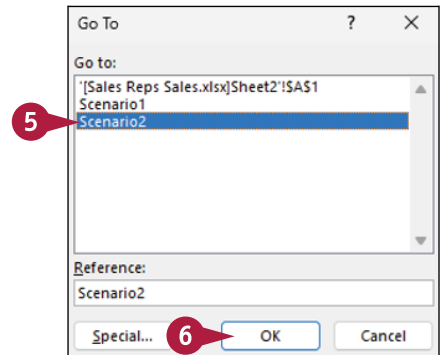 Go To ? ×
Go to:
'[Sales Reps Sales.xlsx]Sheet2'!$A$1
Scenario1
5 Scenario2
Reference:
Scenario2
Special... 6 OK Cancel